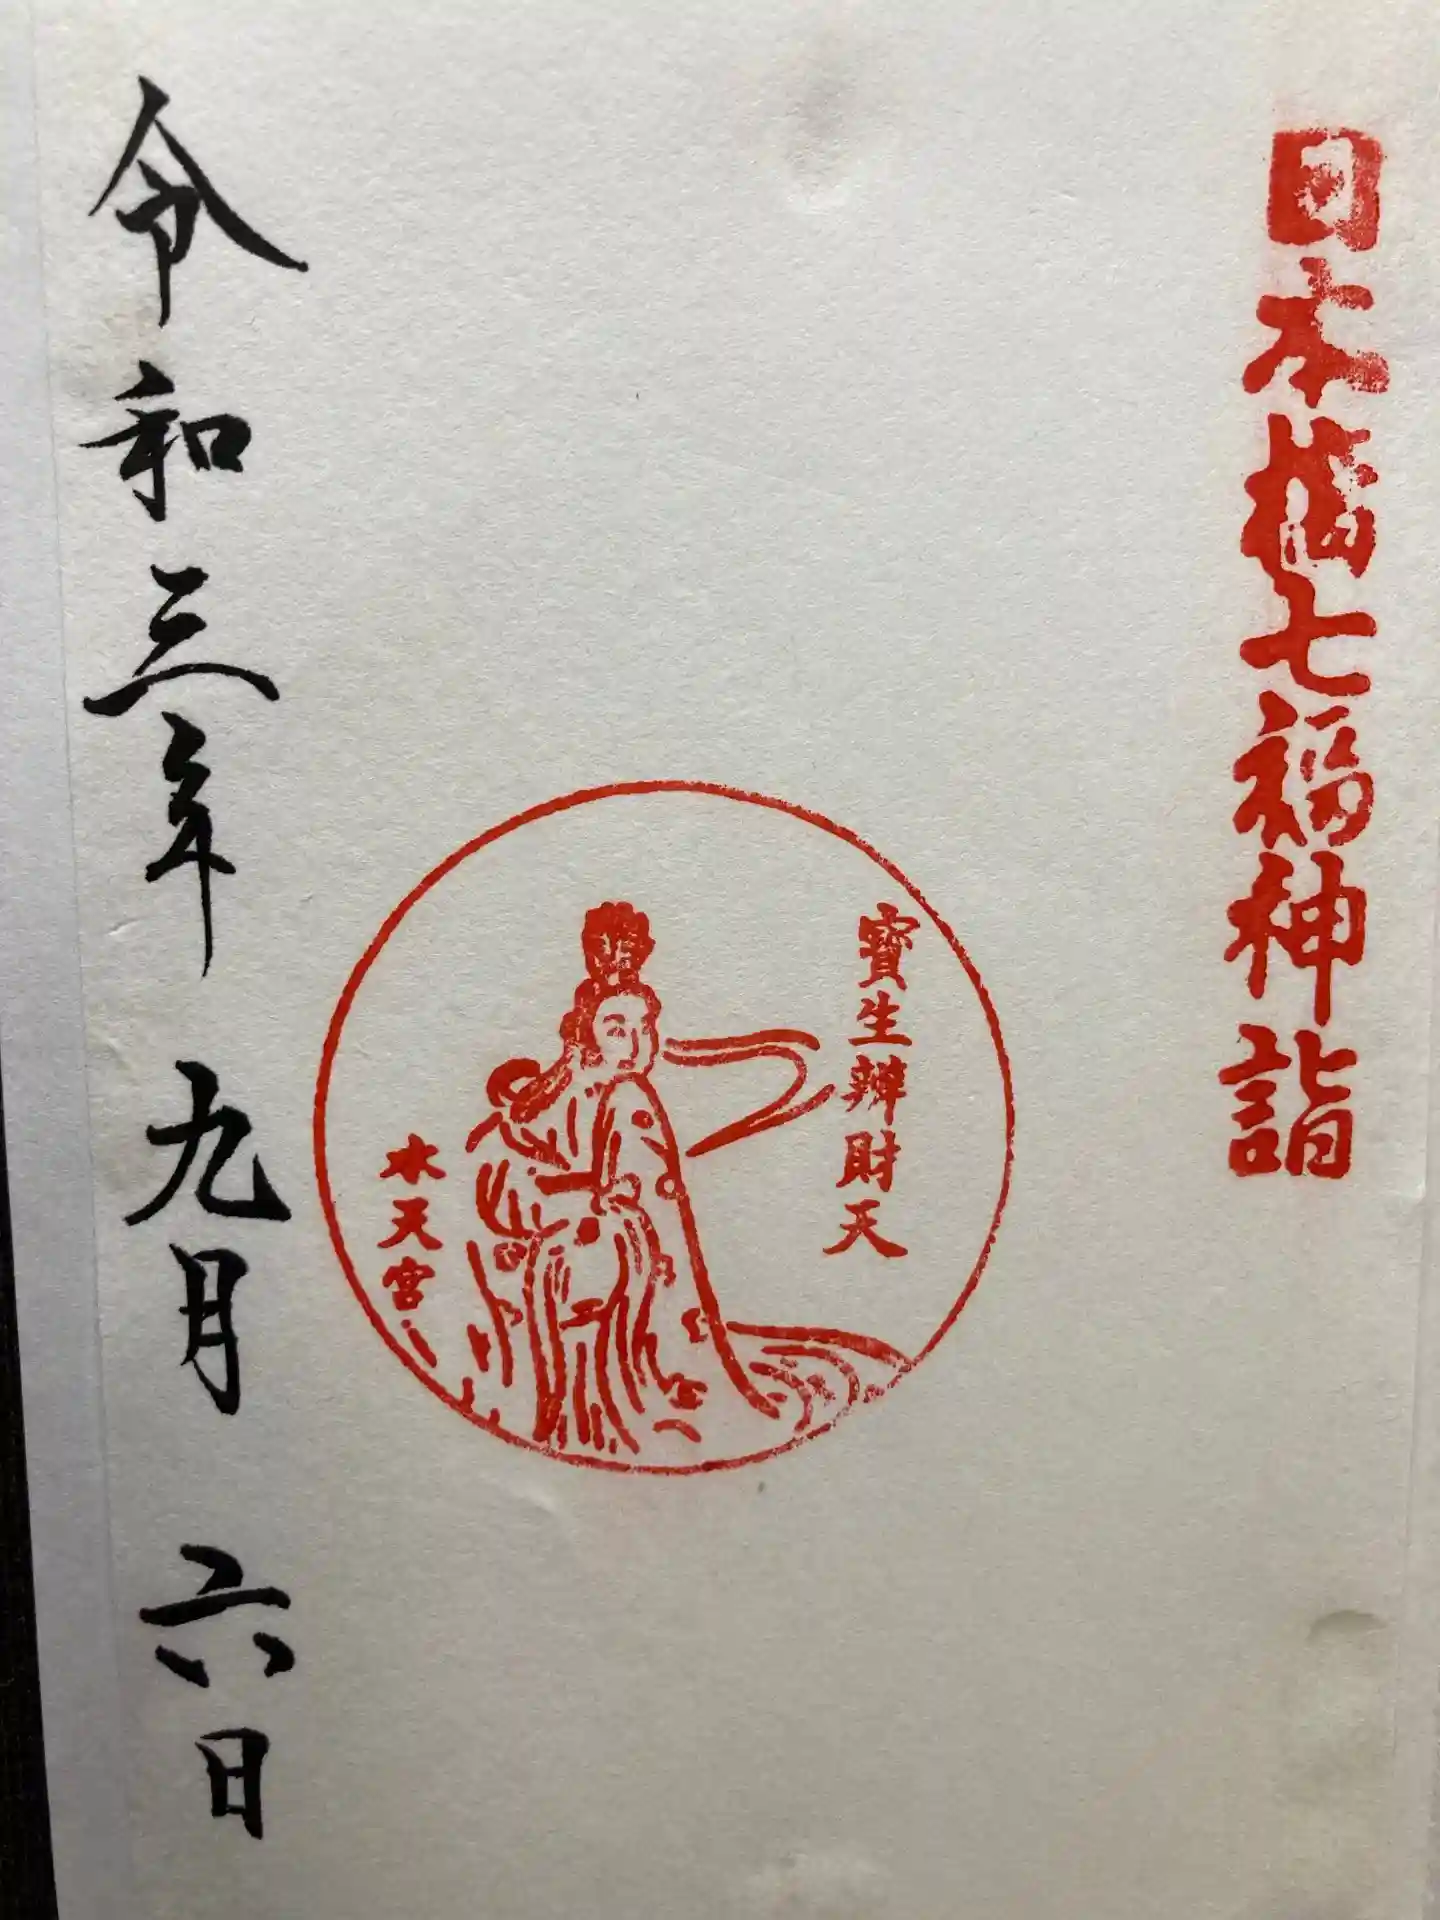 日本橋七福神詣
寳生辨財天
水天宮
令和三年九月六日